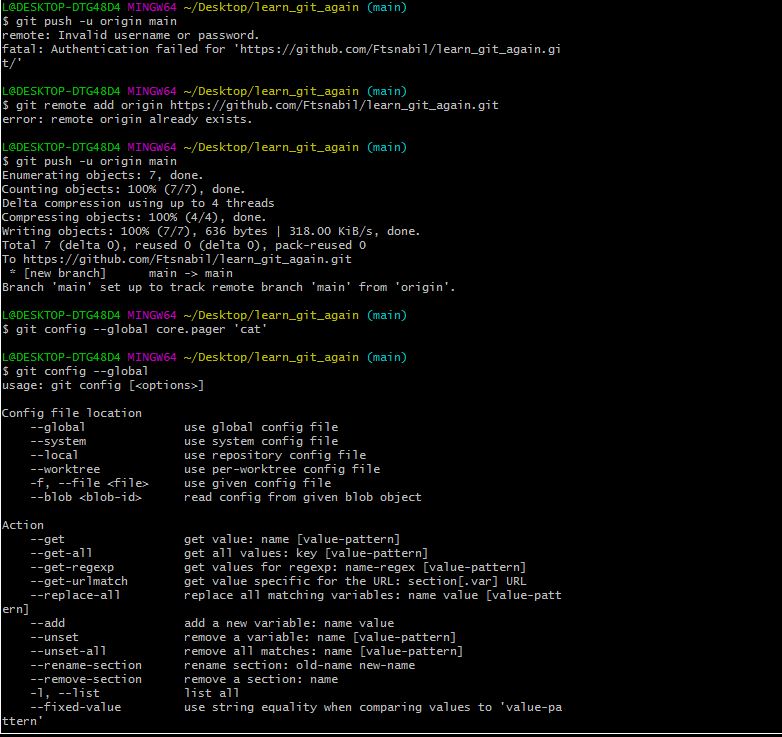 L@DESKTOP-DTG48D4 MINGW64 ~/Desktop/learn_git_again (main)
$ git push -u origin main
remote: Invalid username or password.
fatal: Authentication failed for 'https://github.com/Ftsnabil/learn_git_again.gi
t/'

L@DESKTOP-DTG48D4 MINGW64 ~/Desktop/learn_git_again (main)
$ git remote add origin https://github.com/Ftsnabil/learn_git_again.git
error: remote origin already exists.

L@DESKTOP-DTG48D4 MINGW64 ~/Desktop/learn_git_again (main)
$ git push -u origin main
Enumerating objects: 7, done.
Counting objects: 100% (7/7), done.
Delta compression using up to 4 threads
Compressing objects: 100% (4/4), done.
Writing objects: 100% (7/7), 636 bytes | 318.00 KiB/s, done.
Total 7 (delta 0), reused 0 (delta 0), pack-reused 0
To https://github.com/Ftsnabil/learn_git_again.git
 * [new branch]      main -> main
Branch 'main' set up to track remote branch 'main' from 'origin'.

L@DESKTOP-DTG48D4 MINGW64 ~/Desktop/learn_git_again (main)
$ git config --global core.pager 'cat'

L@DESKTOP-DTG48D4 MINGW64 ~/Desktop/learn_git_again (main)
$ git config --global
usage: git config [<options>]

Config file location
    --global              use global config file
    --system              use system config file
    --local               use repository config file
    --worktree            use per-worktree config file
    -f, --file <file>     use given config file
    --blob <blob-id>      read config from given blob object

Action
    --get                 get value: name [value-pattern]
    --get-all             get all values: key [value-pattern]
    --get-regexp          get values for regexp: name-regex [value-pattern]
    --get-urlmatch        get value specific for the URL: section[.var] URL
    --replace-all         replace all matching variables: name value [value-patt
ern]
    --add                 add a new variable: name value
    --unset               remove a variable: name [value-pattern]
    --unset-all           remove all matches: name [value-pattern]
    --rename-section      rename section: old-name new-name
    --remove-section      remove a section: name
    -l, --list            list all
    --fixed-value         use string equality when comparing values to 'value-pa
ttern'